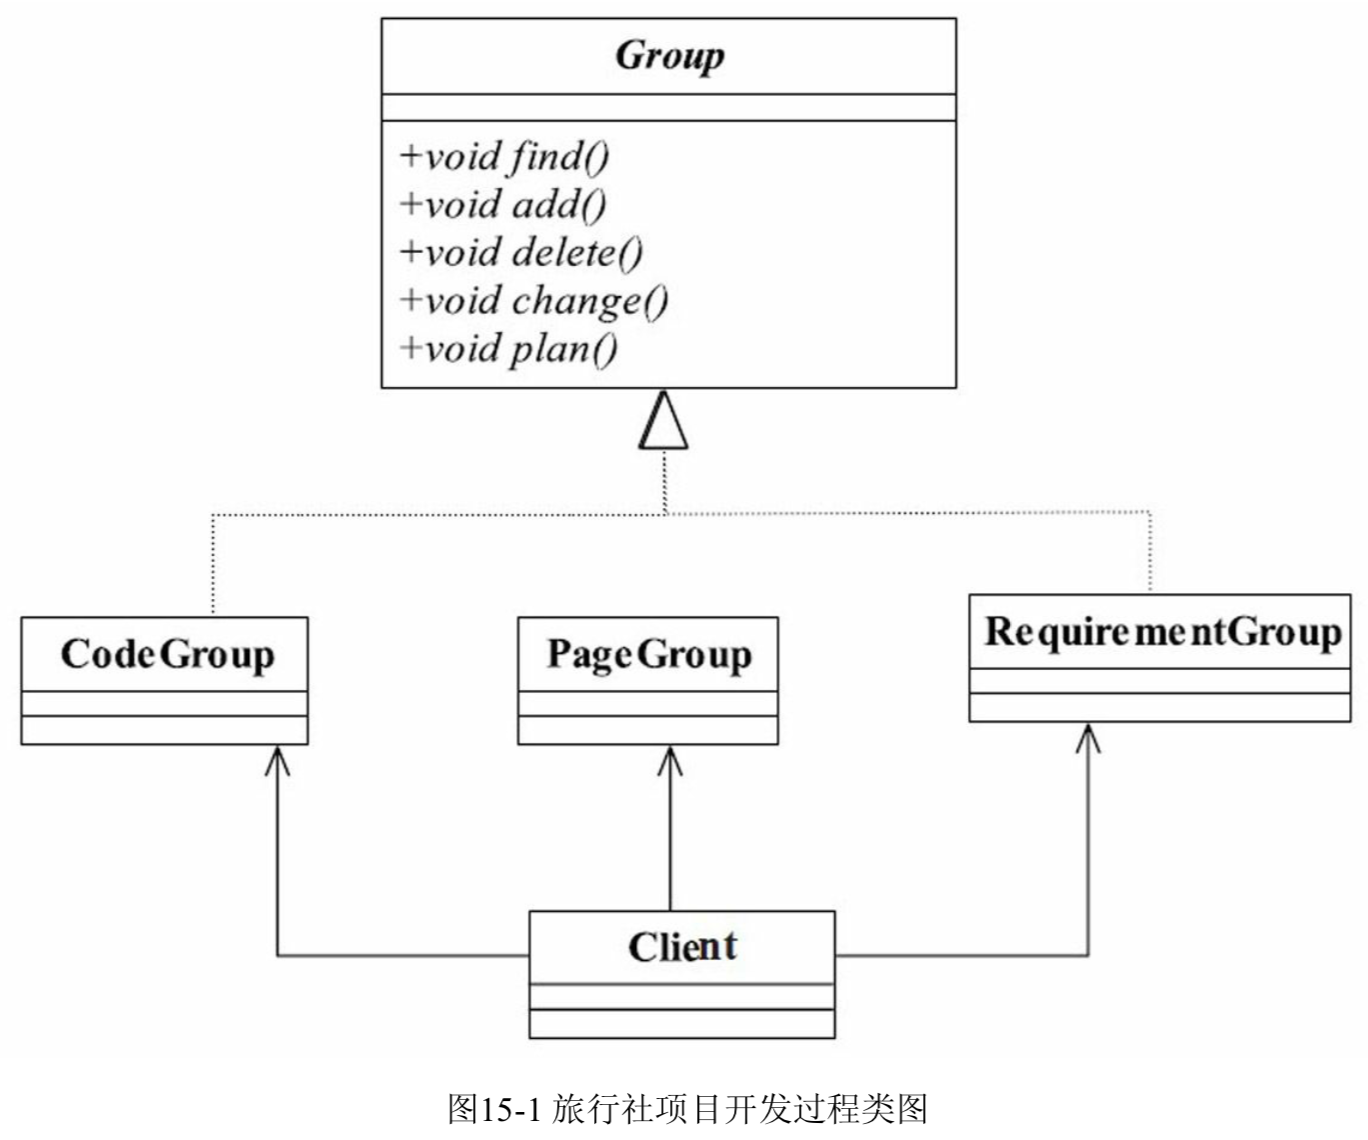 Group
+void find()
+void add()
+void delete()
+void change()
+void plan()
CodeGroup
PageGroup
RequirementGroup
Client
图15-1 旅行社项目开发过程类图